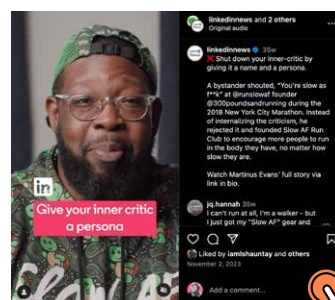 in
Give your inner critic
a persona
linkedinnews and 2 others
Original audio
linkedinnews 35w
❌ Shut down your inner-critic by
giving it a name and a persona.
A bystander shouted, "You're slow as
f**k" at @irunslowaf founder
@300poundsandrunning during the
2018 New York City Marathon. Instead
of internalizing the criticism, he
rejected it and founded Slow AF Run
Club to encourage more people to run
in the body they have, no matter how
slow they are.
Watch Martinus Evans' full story via
link in bio.
jq.hannah 35w
I can't run at all, I'm a walker - but
I just got my "Slow AF" gear and
Liked by iamlshauntay and others
November 2, 2023
Add a comment...